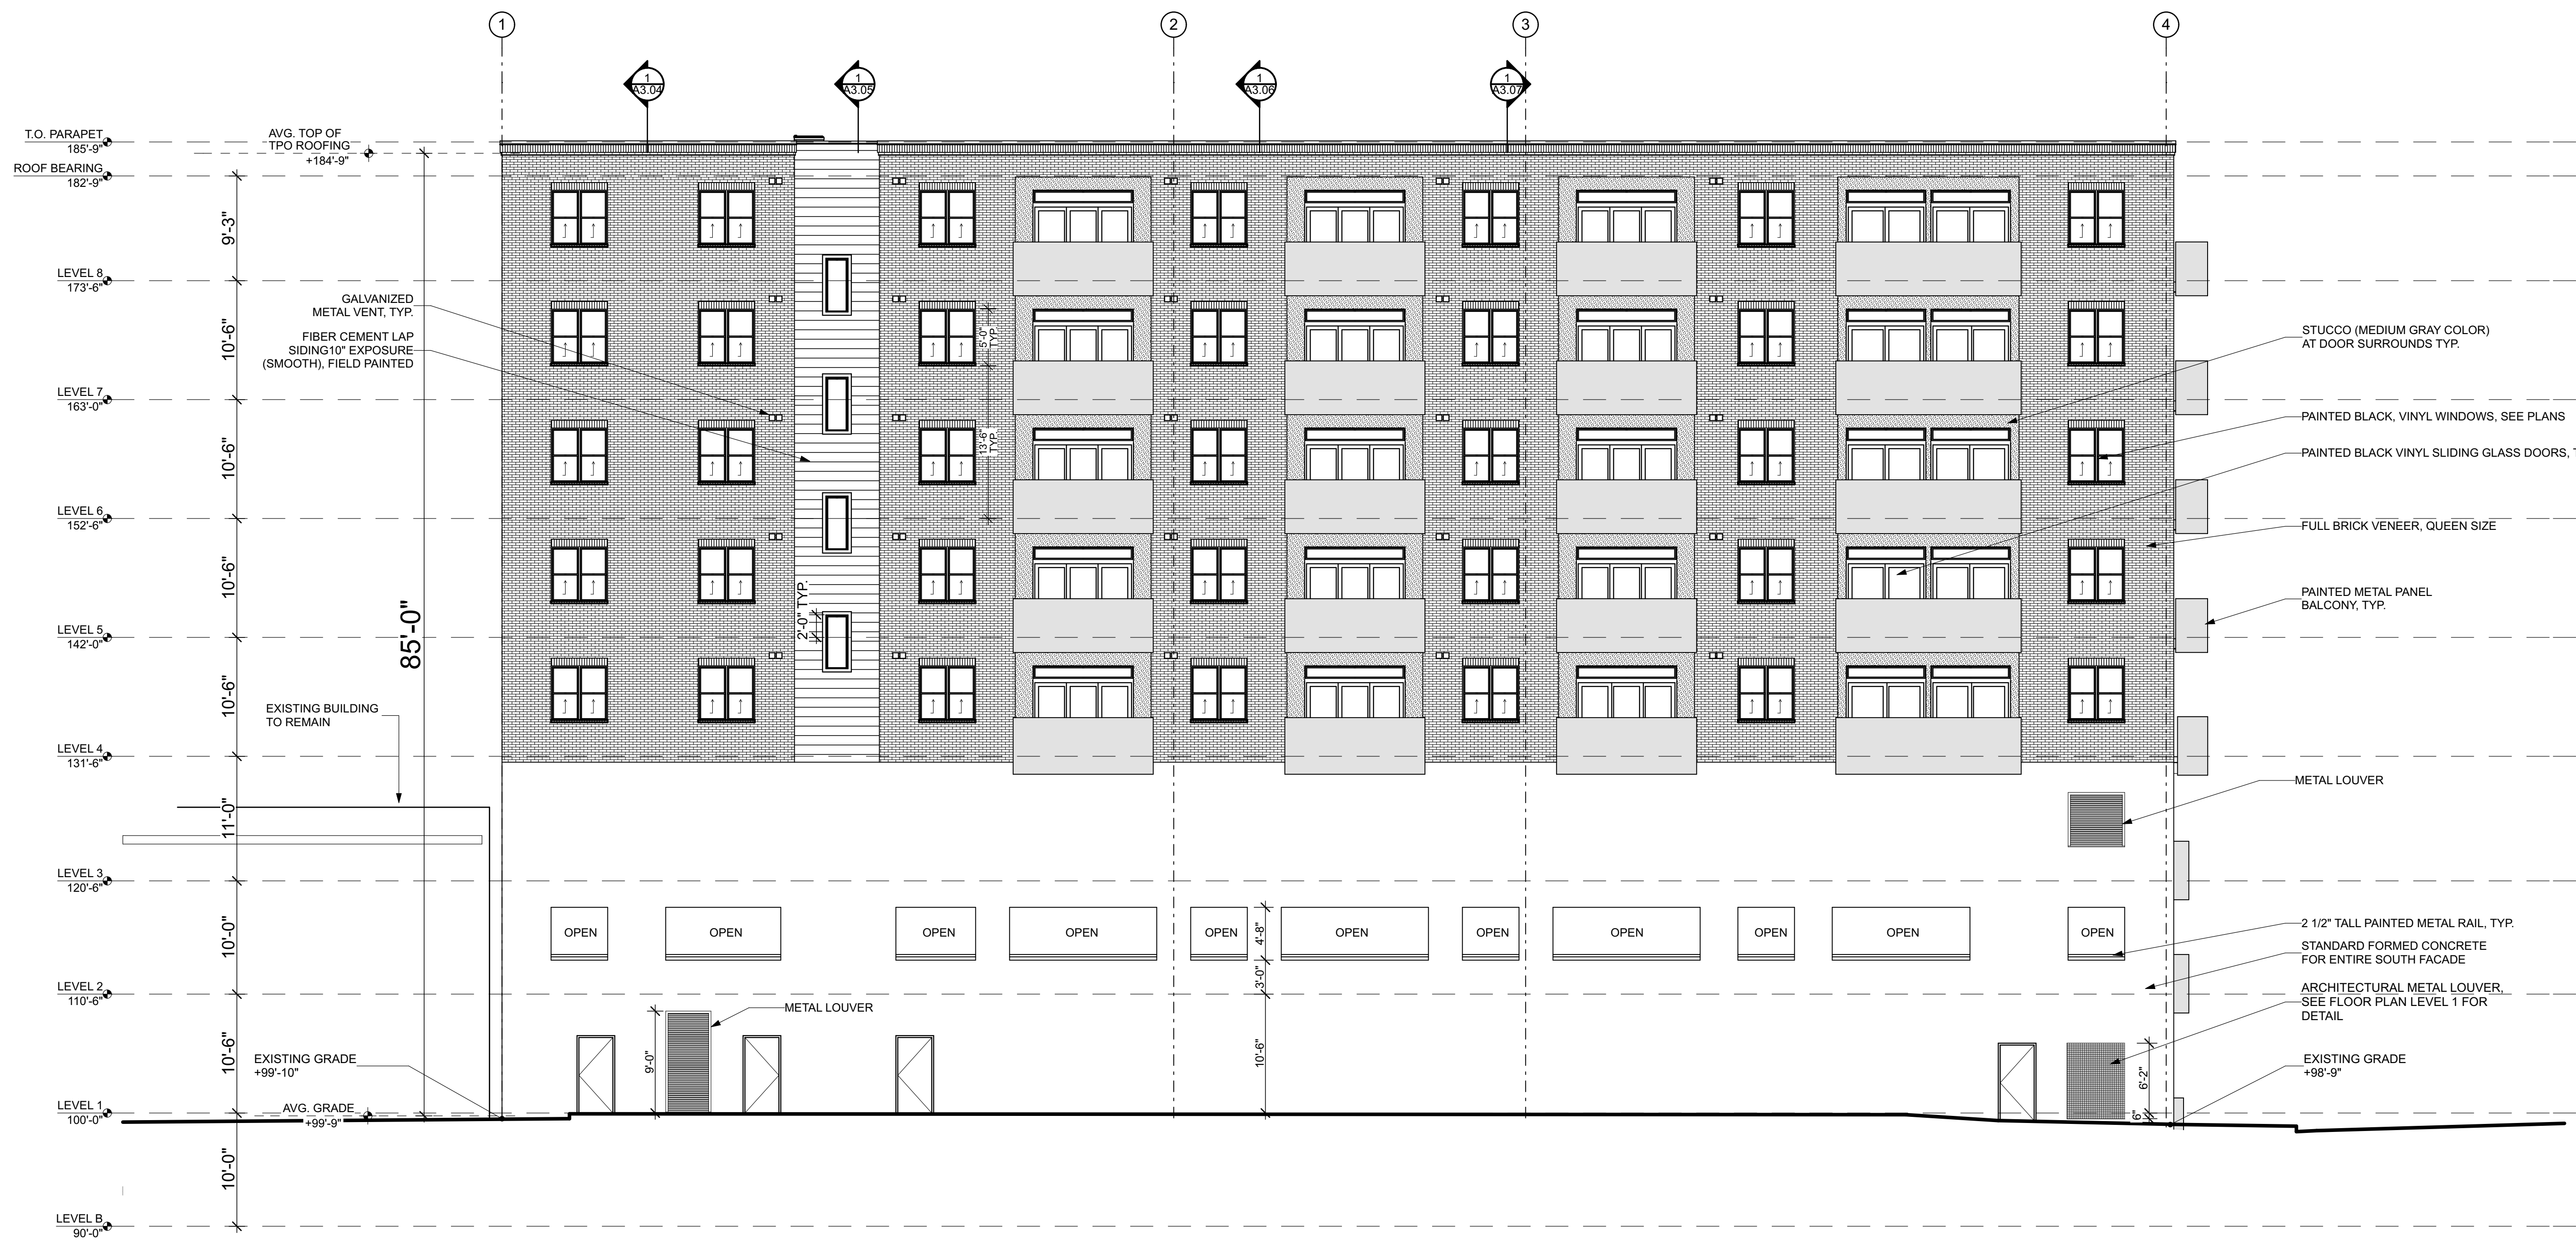 1
2
3
4
1
A3.04
1
A3.05
1
A3.06
1
A3.07
T.O. PARAPET
185'-9"
AVG. TOP OF
TPO ROOFING
+184'-9"
ROOF BEARING
182'-9"
9'-3"
LEVEL 8
173'-6"
GALVANIZED
METAL VENT, TYP.
FIBER CEMENT LAP
SIDING10" EXPOSURE
(SMOOTH), FIELD PAINTED
10'-6"
5'-0"
TYP.
STUCCO (MEDIUM GRAY COLOR)
AT DOOR SURROUNDS TYP.
LEVEL 7
163'-0"
PAINTED BLACK, VINYL WINDOWS, SEE PLANS
10'-6"
13'-6"
TYP.
PAINTED BLACK VINYL SLIDING GLASS DOORS, T
LEVEL 6
152'-6"
FULL BRICK VENEER, QUEEN SIZE
10'-6"
2'-0" TYP.
PAINTED METAL PANEL
BALCONY, TYP.
85'-0"
LEVEL 5
142'-0"
10'-6"
EXISTING BUILDING
TO REMAIN
LEVEL 4
131'-6"
11'-0"
METAL LOUVER
LEVEL 3
120'-6"
10'-0"
OPEN
OPEN
OPEN
OPEN
OPEN
OPEN
OPEN
OPEN
OPEN
OPEN
OPEN
4'-8"
3'-0"
2 1/2" TALL PAINTED METAL RAIL, TYP.
STANDARD FORMED CONCRETE
FOR ENTIRE SOUTH FACADE
LEVEL 2
110'-6"
ARCHITECTURAL METAL LOUVER,
SEE FLOOR PLAN LEVEL 1 FOR
DETAIL
METAL LOUVER
10'-6"
9'-0"
10'-6"
6'-2"
6"
EXISTING GRADE
+99'-10"
EXISTING GRADE
+98'-9"
LEVEL 1
100'-0"
AVG. GRADE
+99'-9"
10'-0"
LEVEL B
90'-0"